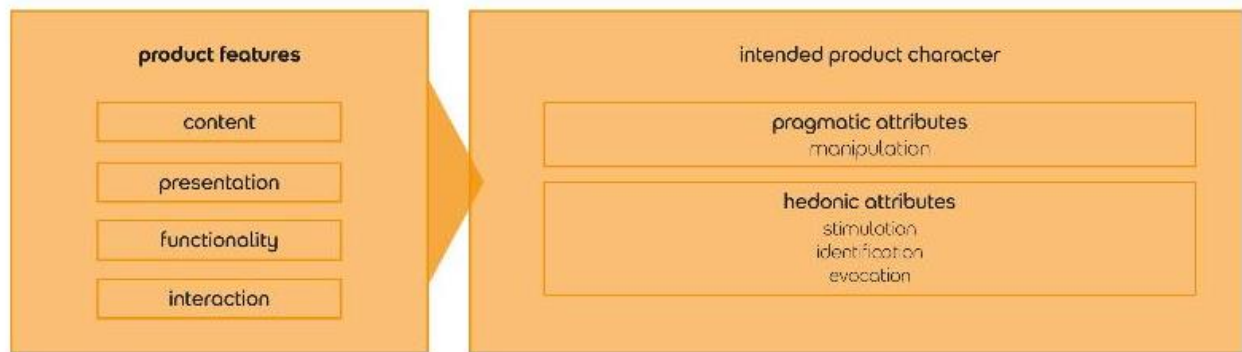 product features
content
presentation
functionality
interaction
intended product character
pragmatic attributes
manipulation
hedonic attributes
stimulation
identification
evocation